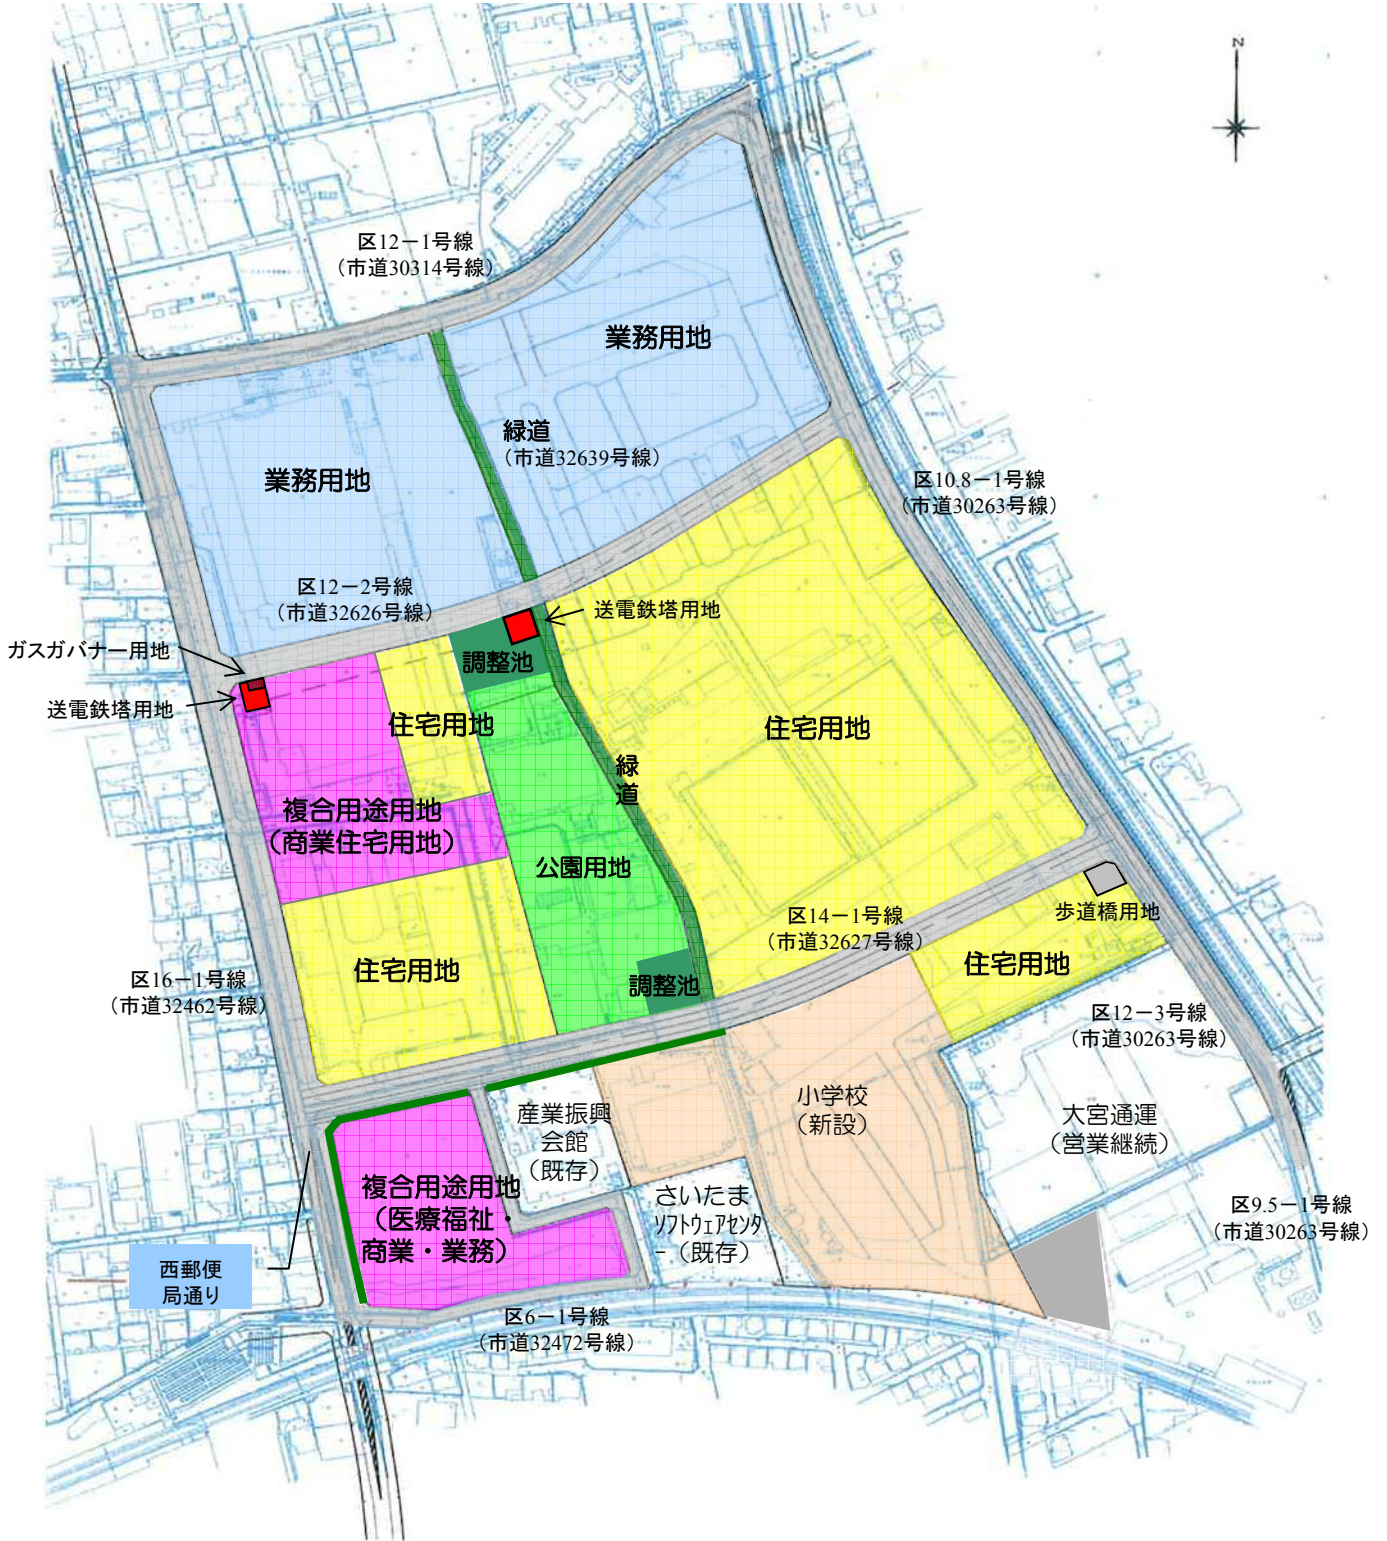 N
区12－1号線
（市道30314号線）
業務用地
緑道
（市道32639号線）
業務用地
区10.8－1号線
（市道30263号線）
区12－2号線
（市道32626号線）
送電鉄塔用地
ガスガバナー用地
調整池
送電鉄塔用地
住宅用地
住宅用地
緑
道
複合用途用地
（商業住宅用地）
公園用地
区14－1号線
（市道32627号線）
歩道橋用地
住宅用地
住宅用地
調整池
区16－1号線
（市道32462号線）
区12－3号線
（市道30263号線）
産業振興
会館
（既存）
小学校
（新設）
大宮通運
（営業継続）
複合用途用地
（医療福祉・
商業・業務）
さいたま
ｿﾌﾄｳｪｱｾﾝﾀ
ｰ（既存）
区9.5－1号線
（市道30263号線）
西郵便
局通り
区6－1号線
（市道32472号線）